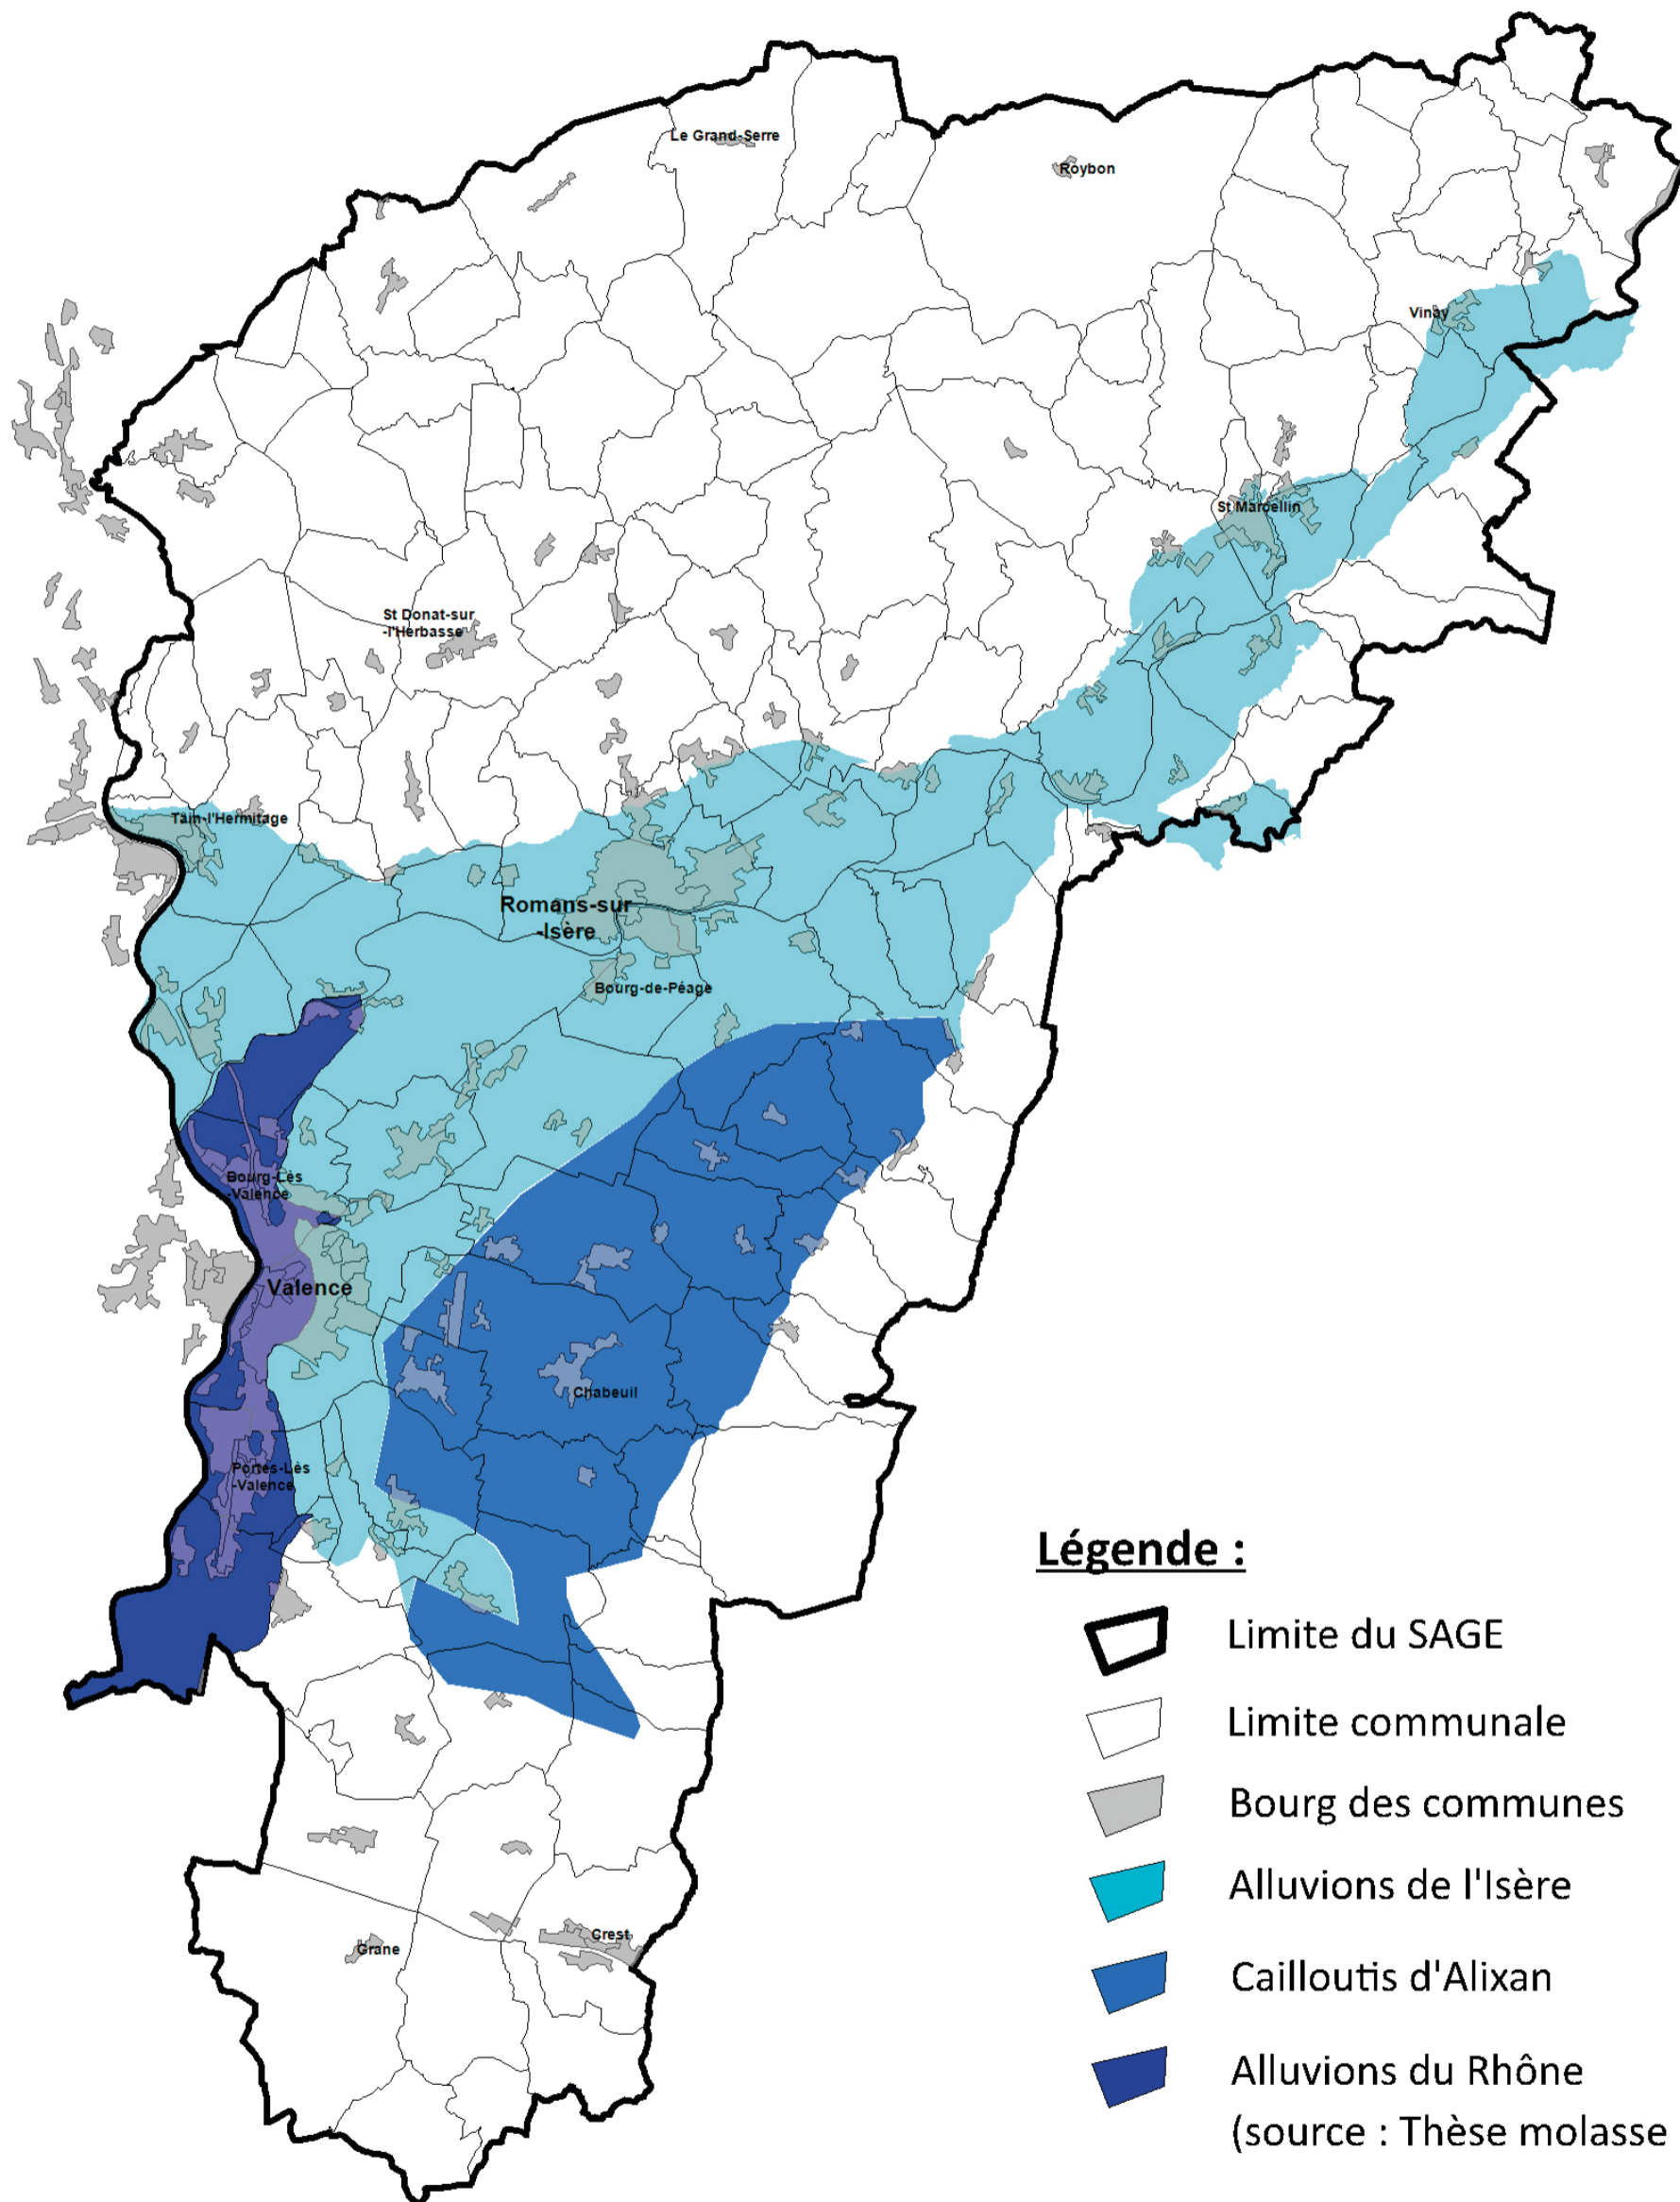 Le Grand-Serre
Roybon
Vinay
St Marcellin
St Donat-sur
-l'Herbasse
Tain-l'Hermitage
Romans-sur
-Isère
Bourg-de-Péage
Bourg-Lès
-Valence
Valence
Chabeuil
Portes-Lès
-Valence
Grane
Crest
Légende :
Limite du SAGE
Limite communale
Bourg des communes
Alluvions de l'Isère
Cailloutis d'Alixan
Alluvions du Rhône
(source : Thèse molasse